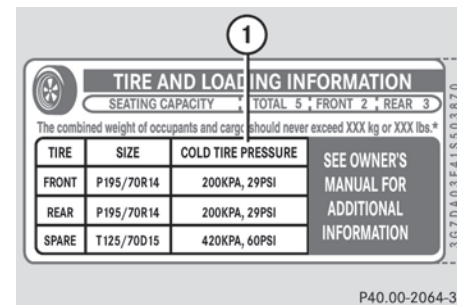 1
TIRE AND LOADING INFORMATION
SEATING CAPACITY TOTAL 5 FRONT 2 REAR 3
The combined weight of occupants and cargo should never exceed XXX kg or XXX lbs.*
TIRE SIZE COLD TIRE PRESSURE
FRONT P195/70R14 200KPA, 29PSI
REAR P195/70R14 200KPA, 29PSI
SPARE T125/70D15 420KPA, 60PSI
SEE OWNER'S
MANUAL FOR
ADDITIONAL
INFORMATION
3G7DA03E41S503870
P40.00-2064-3